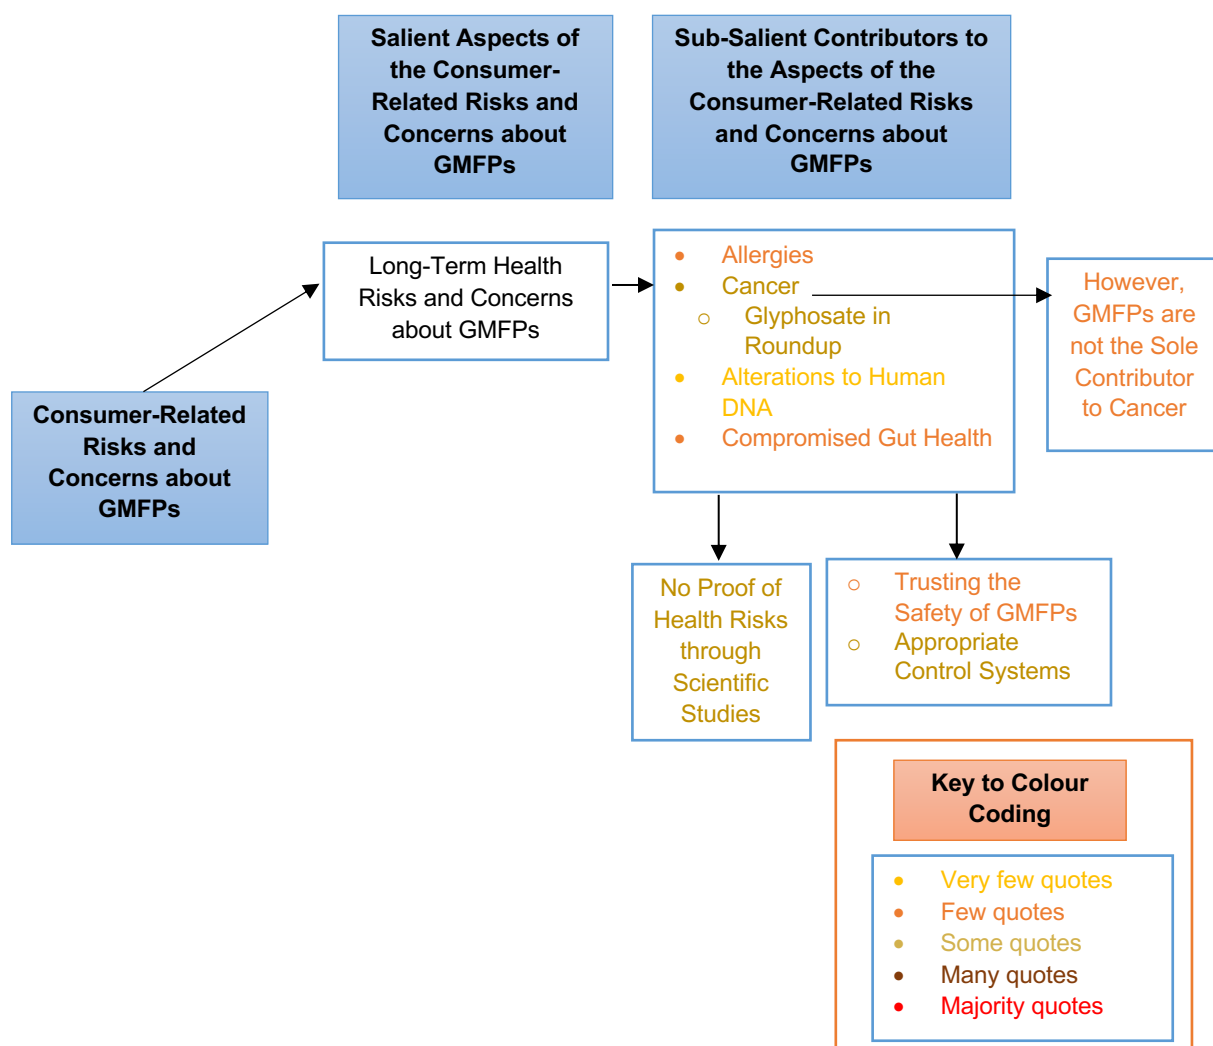 Salient Aspects of
the Consumer-
Related Risks and
Concerns about
GMFPs
Sub-Salient Contributors to
the Aspects of the
Consumer-Related Risks
and Concerns about
GMFPs
Consumer-Related
Risks and
Concerns about
GMFPs
Long-Term Health
Risks and Concerns
about GMFPs
• Allergies
• Cancer
o Glyphosate in
Roundup
• Alterations to Human
DNA
• Compromised Gut Health
However,
GMFPs are
not the Sole
Contributor
to Cancer
No Proof of
Health Risks
through
Scientific
Studies
o Trusting the
Safety of GMFPs
o Appropriate
Control Systems
Key to Colour
Coding
• Very few quotes
• Few quotes
• Some quotes
• Many quotes
• Majority quotes